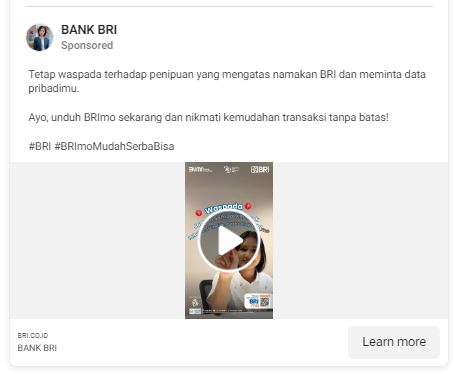 BANK BRI
Sponsored
Tetap waspada terhadap penipuan yang mengatas namakan BRI dan meminta data
pribadimu.
Ayo, unduh BRImo sekarang dan nikmati kemudahan transaksi tanpa batas!
#BRI #BRImoMudahSerbaBisa
BRI
Waspada
BRI.CO.ID
BANK BRI
Learn more